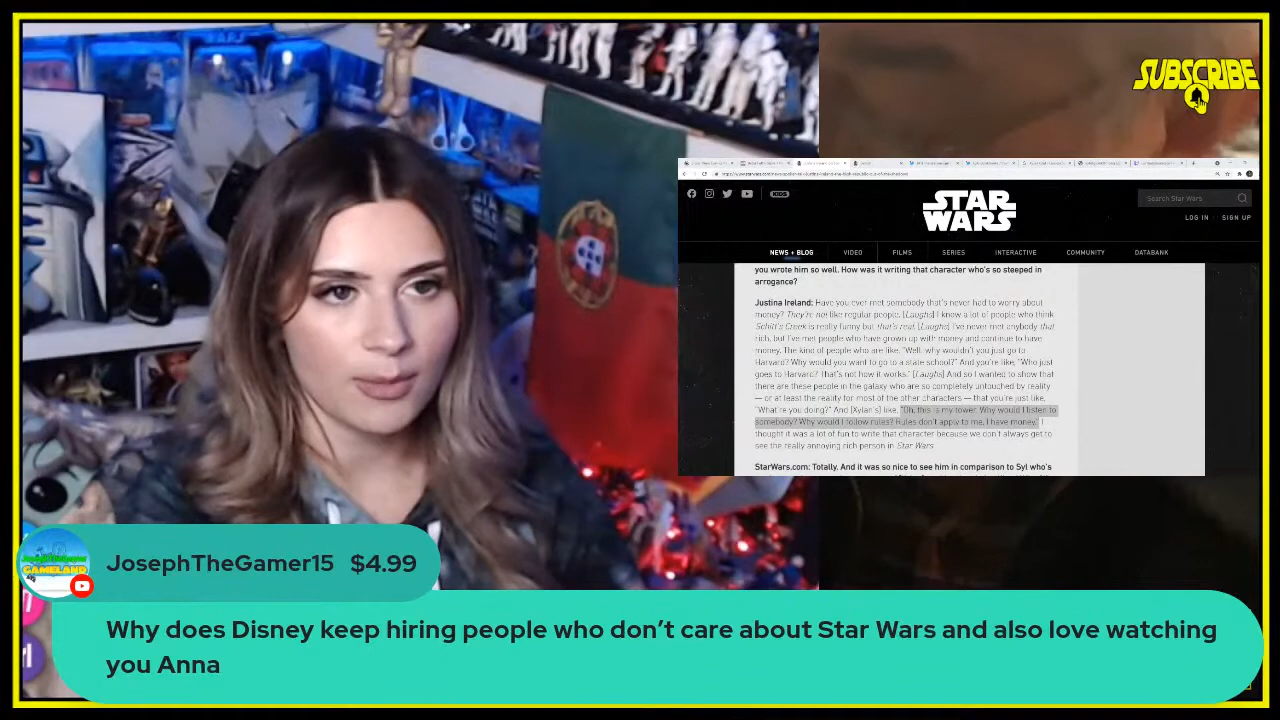 SUBSCRIBE
KIDS
STAR
WARS
Search Star Wars
LOG IN SIGN UP
NEWS + BLOG VIDEO FILMS SERIES INTERACTIVE COMMUNITY DATABANK
you wrote him so well. How was it writing that character who's so steeped in
arrogance?
Justina Ireland: Have you ever met somebody that's never had to worry about
money? They're not like regular people. [Laughs] I know a lot of people who think
Schitt's Creek is really funny but that's real. [Laughs] I've never met anybody that
rich, but I've met people who have grown up with money and continue to have
money. The kind of people who are like, "Well, why wouldn't you just go to
Harvard? Why would you want to go to a state school?" And you're like, "Who just
goes to Harvard? That's not how it works." [Laughs] And so I wanted to show that
there are these people in the galaxy who are so completely untouched by reality
— or at least the reality for most of the other characters — that you're just like,
"What're you doing?" And [Xylan's] like, "Oh, this is my tower. Why would I listen to
somebody? Why would I follow rules? Rules don't apply to me, I have money." I
thought it was a lot of fun to write that character because we don't always get to
see the really annoying rich person in Star Wars
StarWars.com: Totally. And it was so nice to see him in comparison to Syl who's
JosephTheGamer15 $4.99
Why does Disney keep hiring people who don't care about Star Wars and also love watching
you Anna